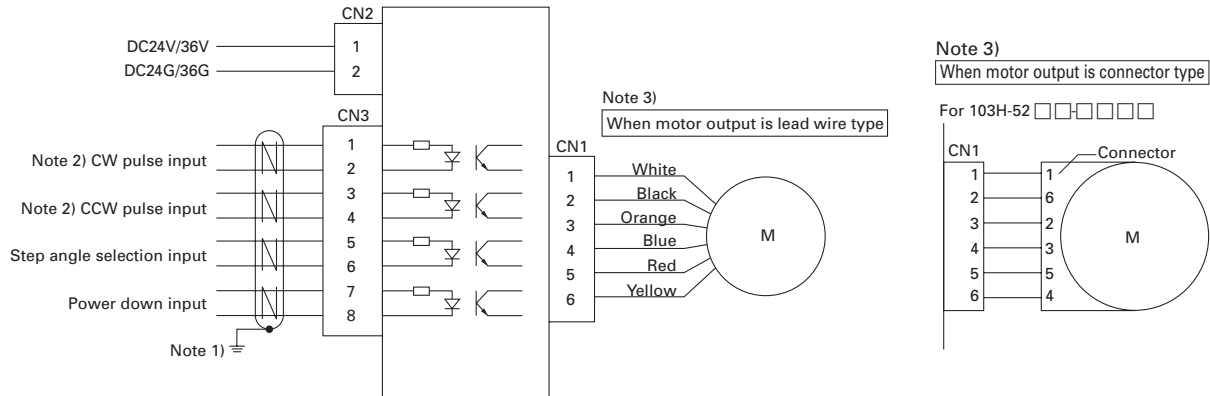 CN2
DC24V/36V
1
DC24G/36G
2
CN3
Note 2) CW pulse input
1
2
Note 2) CCW pulse input
3
4
Step angle selection input
5
6
Power down input
7
8
Note 1)
Note 3)
When motor output is lead wire type
CN1
1 White
2 Black
3 Orange
4 Blue
5 Red
6 Yellow
M
Note 3)
When motor output is connector type
For 103H-52 □□-□□□□
CN1
Connector
1 1
2 6
3 2
4 3
5 5
6 4
M